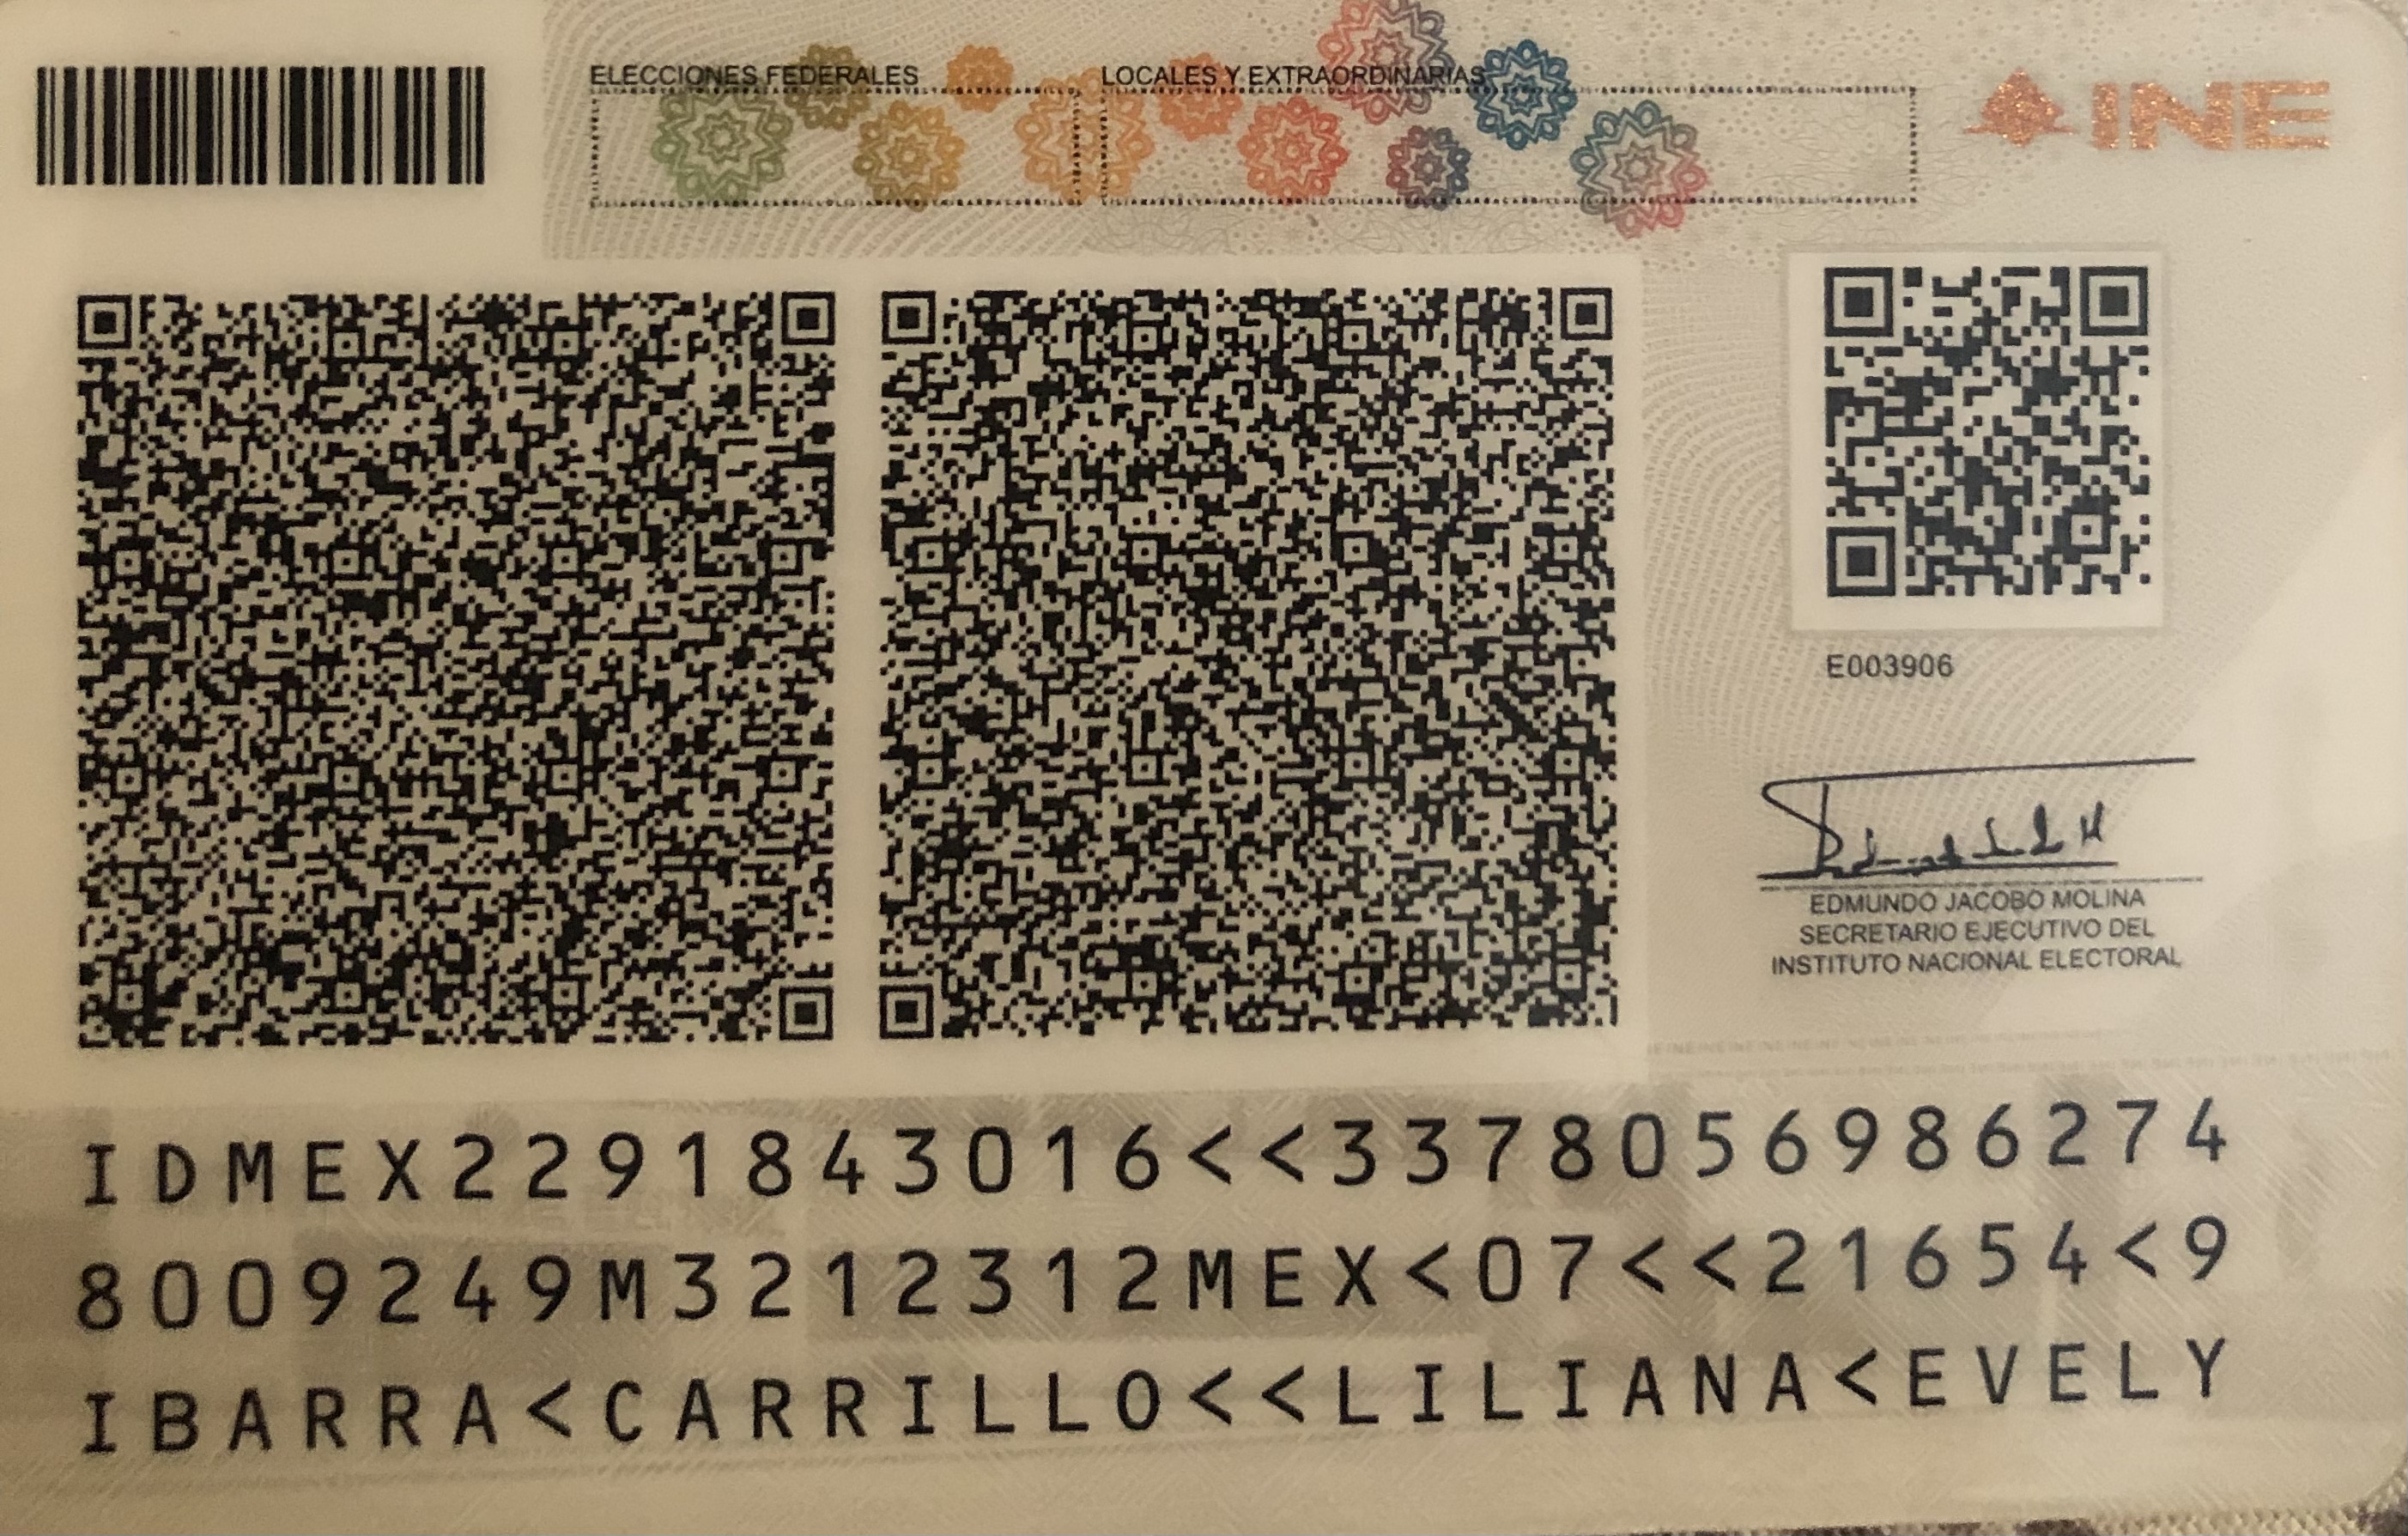 ELECCIONES FEDERALES
LOCALES Y EXTRAORDINARIAS
INE
E003906
EDMUNDO JACOBO MOLINA
SECRETARIO EJECUTIVO DEL
INSTITUTO NACIONAL ELECTORAL
IDMEX2291843016<<3378056986274
8009249M3212312MEX<07<<21654<9
IBARRA<CARRILLO<<LILIANA<EVELY